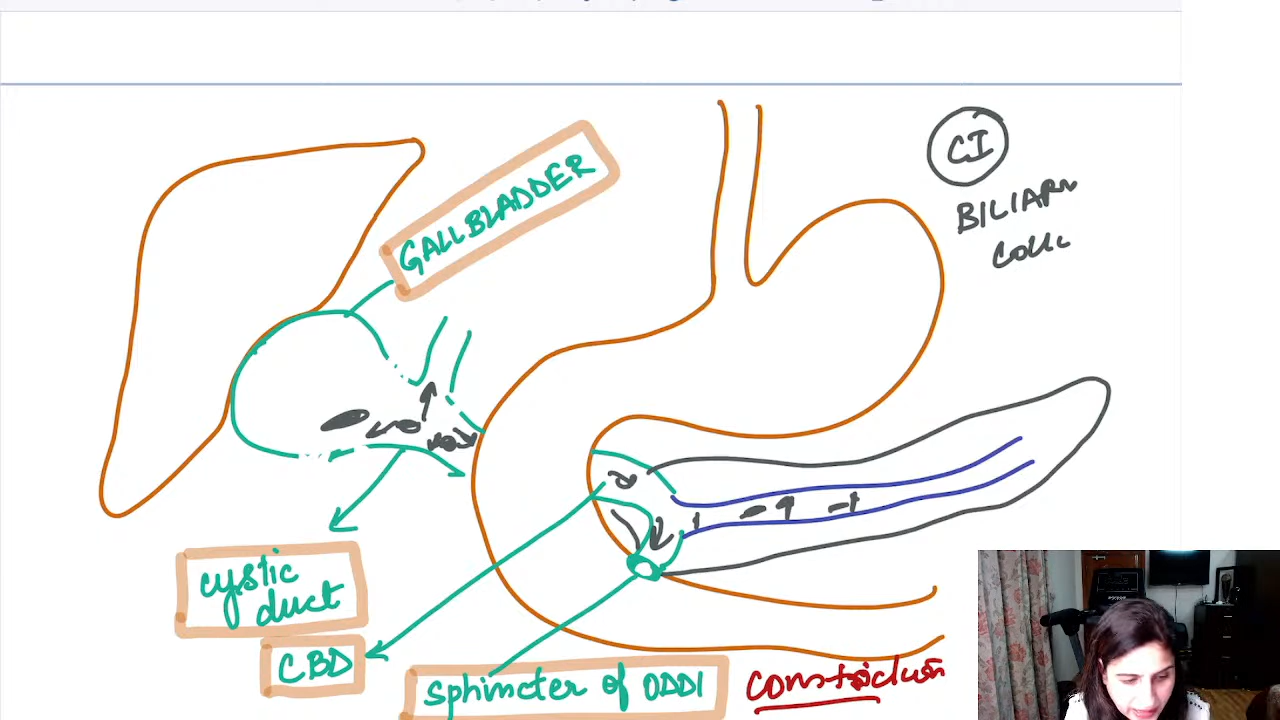 GALLBLADDER
CI
BILIARY
COLIC
cystic
duct
CBD
sphincter of ODDI
constriction